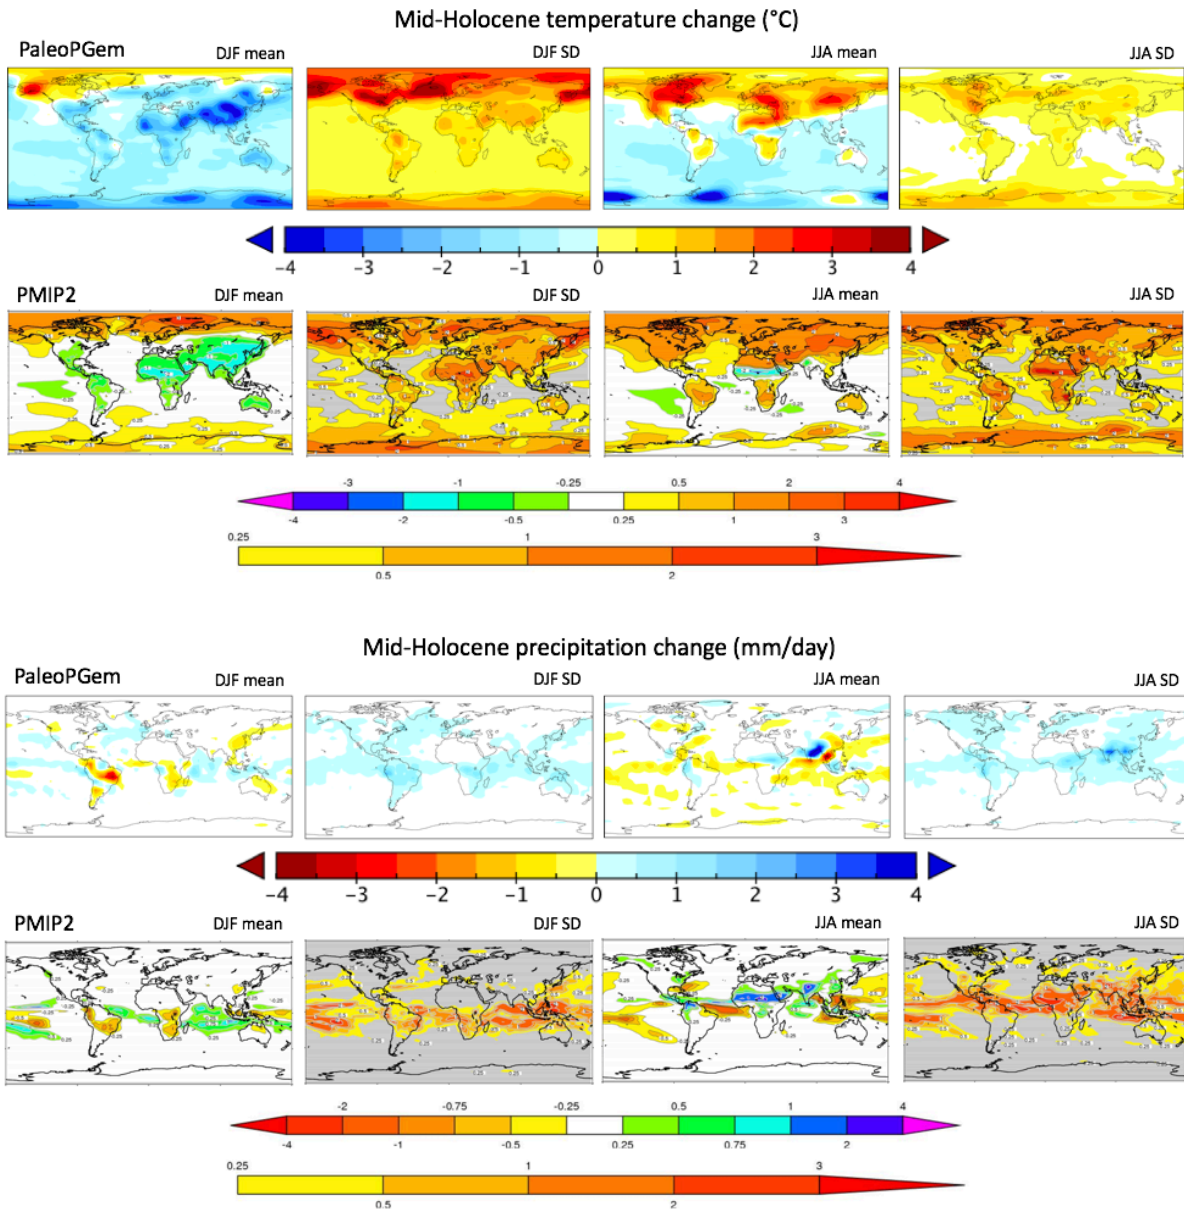 Mid-Holocene temperature change (°C)
PaleoPGem DJF mean DJF SD JJA mean JJA SD
−4 −3 −2 −1 0 1 2 3 4
PMIP2 DJF mean DJF SD JJA mean JJA SD
-3 -1 -0.25 0.5 2 4
-4 -2 -0.5 0.25 1 3
0.25 1 3
0.5 2
Mid-Holocene precipitation change (mm/day)
PaleoPGem DJF mean DJF SD JJA mean JJA SD
−4 −3 −2 −1 0 1 2 3 4
PMIP2 DJF mean DJF SD JJA mean JJA SD
-2 -0.75 -0.25 0.5 1 4
-4 -1 -0.5 0.25 0.75 2
0.25 1 3
0.5 2